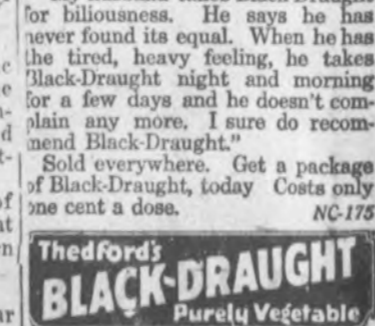 for biliousness. He says he has
never found its equal. When he has
the tired, heavy feeling, he takes
Black-Draught night and morning
for a few days and he doesn't com-
plain any more. I sure do recom-
mend Black-Draught."
Sold everywhere. Get a package
of Black-Draught, today Costs only
one cent a dose. NC-175
Thedford's
BLACK-DRAUGHT
Purely Vegetable